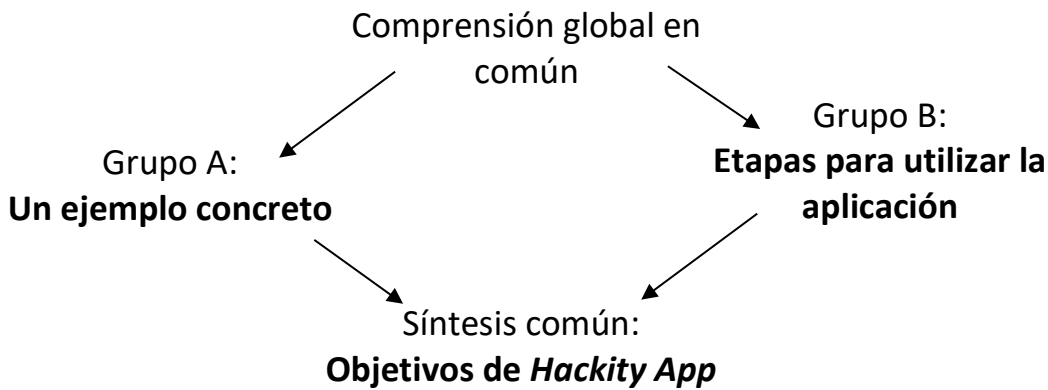 Comprensión global en
común
Grupo A:
Un ejemplo concreto
Grupo B:
Etapas para utilizar la
aplicación
Síntesis común:
Objetivos de Hackity App